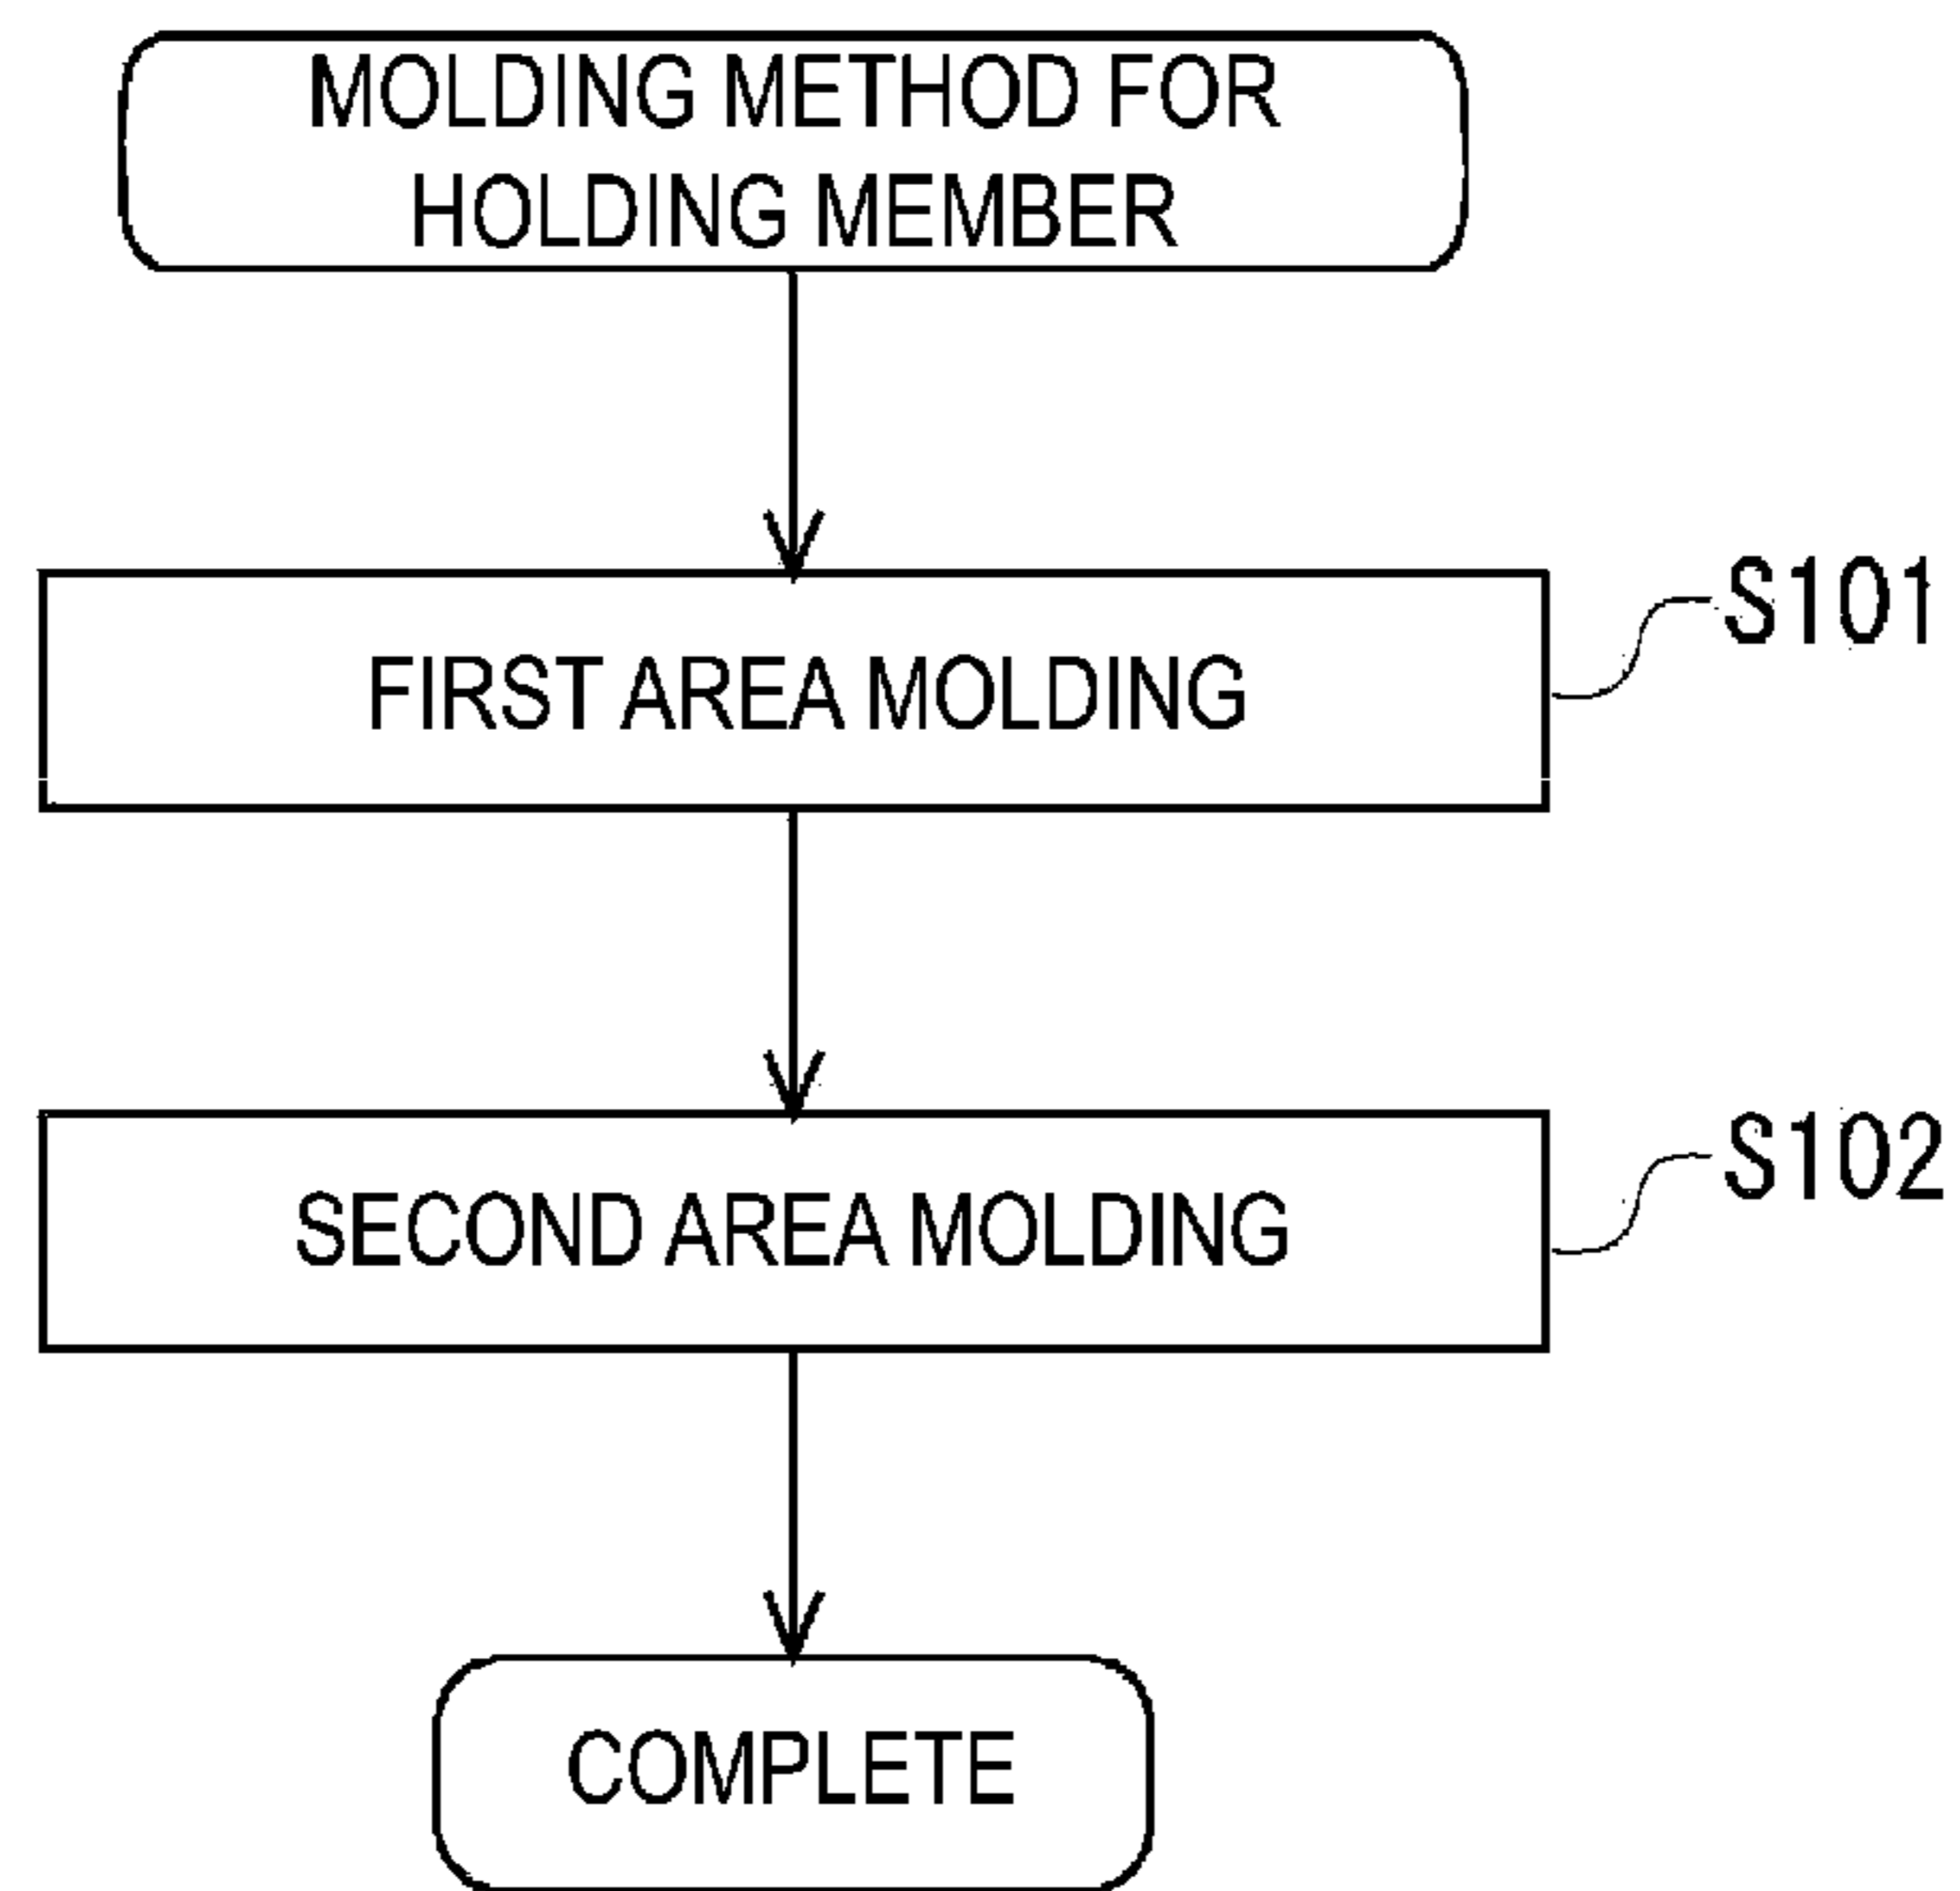 MOLDING METHOD FOR
HOLDING MEMBER
FIRST AREA MOLDING
S101
SECOND AREA MOLDING
S102
COMPLETE